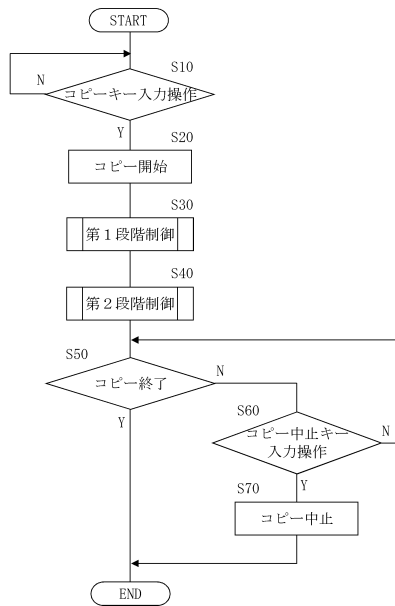 START
S10
N
コピーキー入力操作
Y
S20
コピー開始
S30
第1段階制御
S40
第2段階制御
S50
コピー終了
N
Y
S60
コピー中止キー
入力操作
N
Y
S70
コピー中止
END